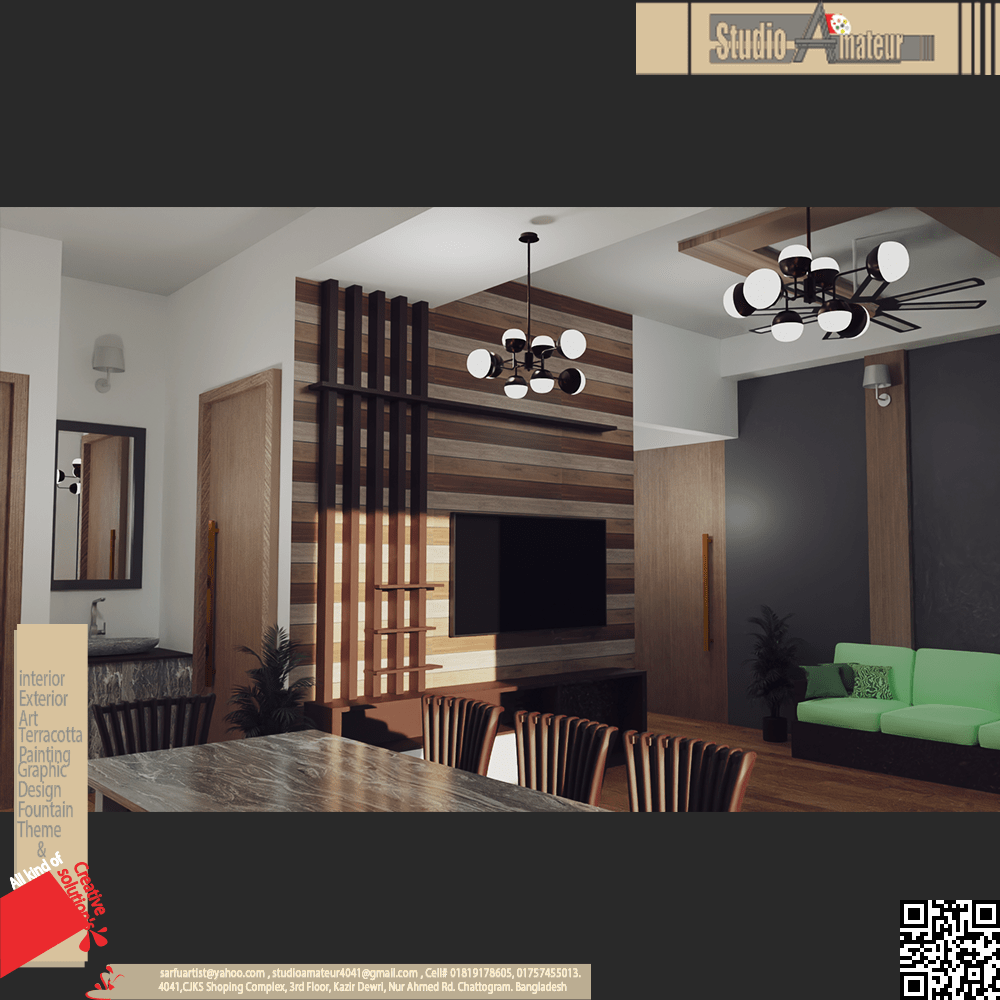 Studio-Amateur
interior
Exterior
Art
Terracotta
Painting
Graphic
Design
Fountain
Theme
&
All kind of
Creative
solution's
sarfuartist@yahoo.com , studioamateur4041@gmail.com , Cell# 01819178605, 01757455013.
4041,CJKS Shoping Complex, 3rd Floor, Kazir Dewri, Nur Ahmed Rd. Chattogram. Bangladesh